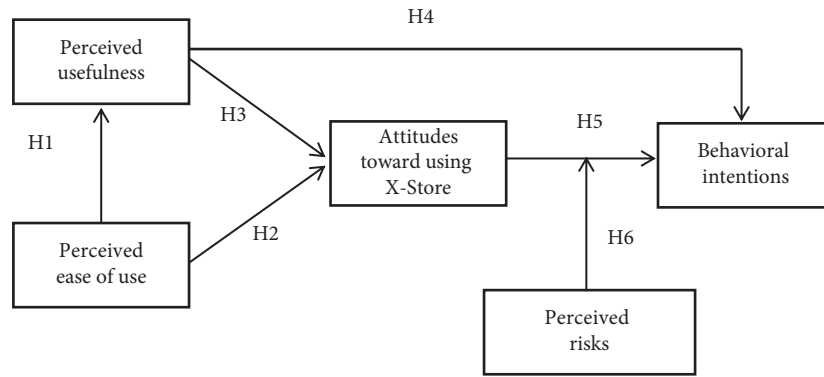 H4
Perceived
usefulness
H3
H1
Attitudes
toward using
X-Store
H5
Behavioral
intentions
Perceived
ease of use
H2
H6
Perceived
risks